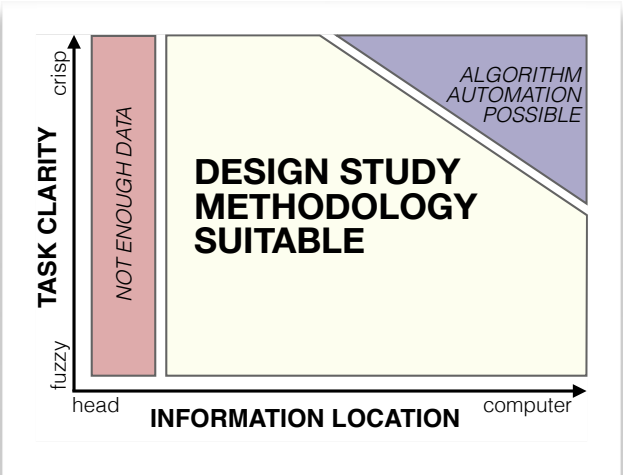 crisp
TASK CLARITY
fuzzy
NOT ENOUGH DATA
DESIGN STUDY
METHODOLOGY
SUITABLE
ALGORITHM
AUTOMATION
POSSIBLE
head
INFORMATION LOCATION
computer